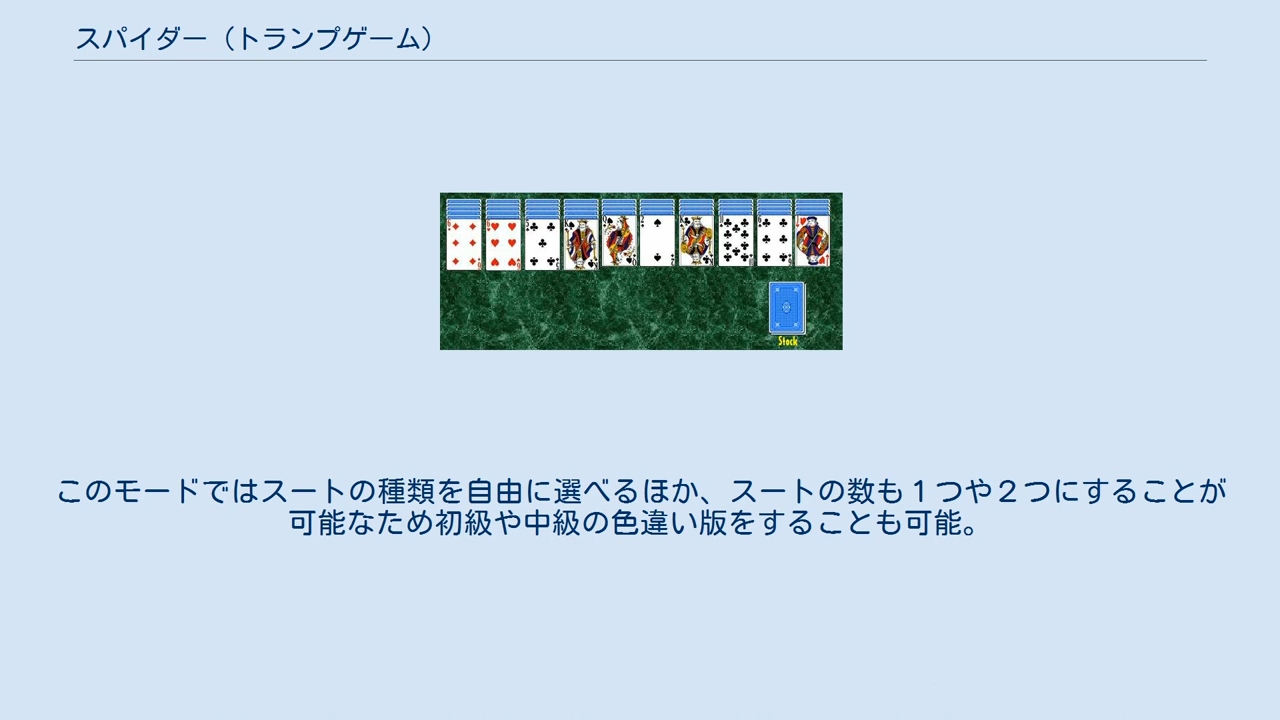 スパイダー（トランプゲーム）
Stock
このモードではスートの種類を自由に選べるほか、スートの数も１つや２つにすることが
可能なため初級や中級の色違い版をすることも可能。